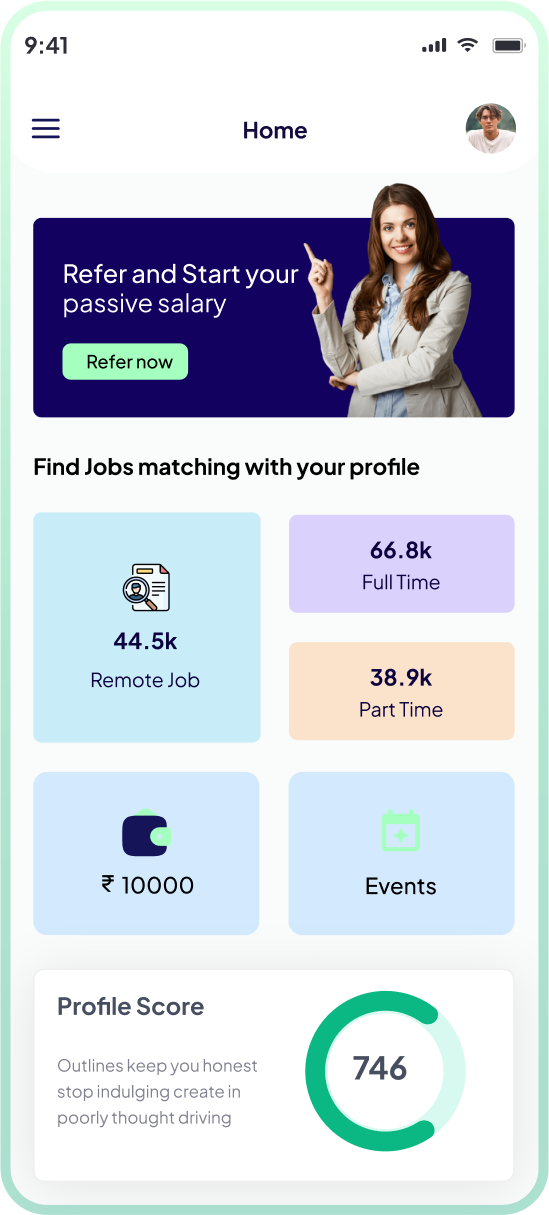 9:41
Home
Refer and Start your
passive salary
Refer now
Find Jobs matching with your profile
44.5k
Remote Job
66.8k
Full Time
38.9k
Part Time
₹ 10000
Events
Profile Score
Outlines keep you honest
stop indulging create in
poorly thought driving
746